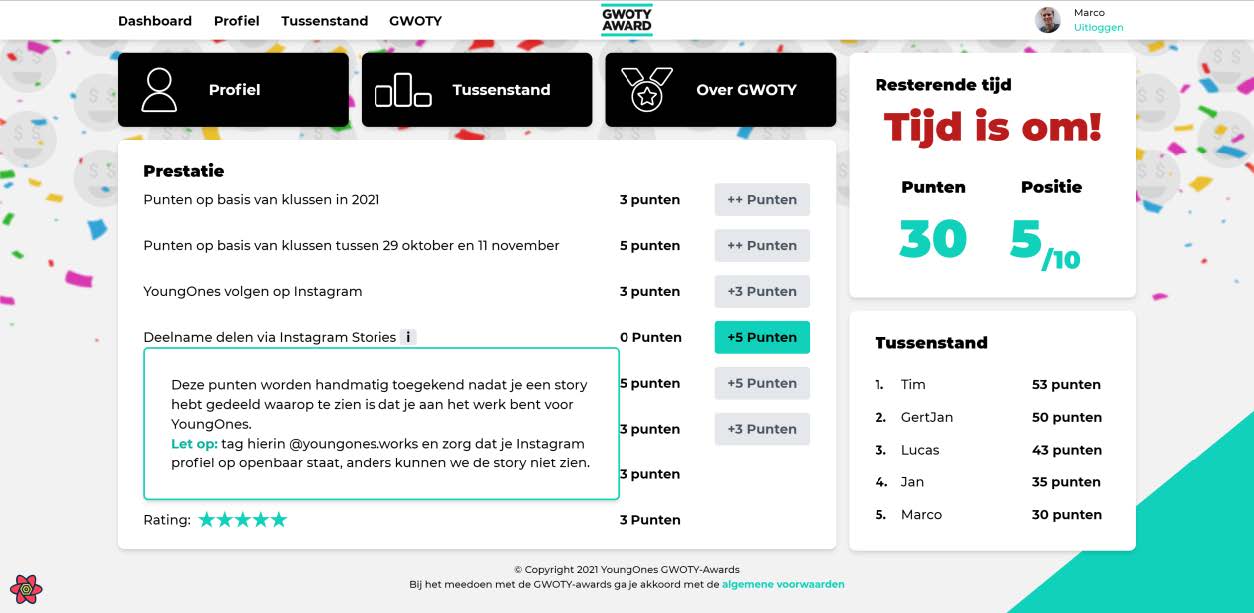 Dashboard Profiel Tussenstand GWOTY
GWOTY
AWARD
Marco
Uitloggen
Profiel
Tussenstand
Over GWOTY
Resterende tijd
Tijd is om!
Punten Positie
30 5/10
Prestatie
Punten op basis van klussen in 2021 3 punten ++ Punten
Punten op basis van klussen tussen 29 oktober en 11 november 5 punten ++ Punten
YoungOnes volgen op Instagram 3 punten +3 Punten
Deelname delen via Instagram Stories i 0 Punten +5 Punten
5 punten +5 Punten
3 punten +3 Punten
3 punten
Deze punten worden handmatig toegekend nadat je een story
hebt gedeeld waarop te zien is dat je aan het werk bent voor
YoungOnes.
Let op: tag hierin @youngones.works en zorg dat je Instagram
profiel op openbaar staat, anders kunnen we de story niet zien.
Rating: 3 Punten
Tussenstand
1. Tim 53 punten
2. GertJan 50 punten
3. Lucas 43 punten
4. Jan 35 punten
5. Marco 30 punten
© Copyright 2021 YoungOnes GWOTY-Awards
Bij het meedoen met de GWOTY-awards ga je akkoord met de algemene voorwaarden